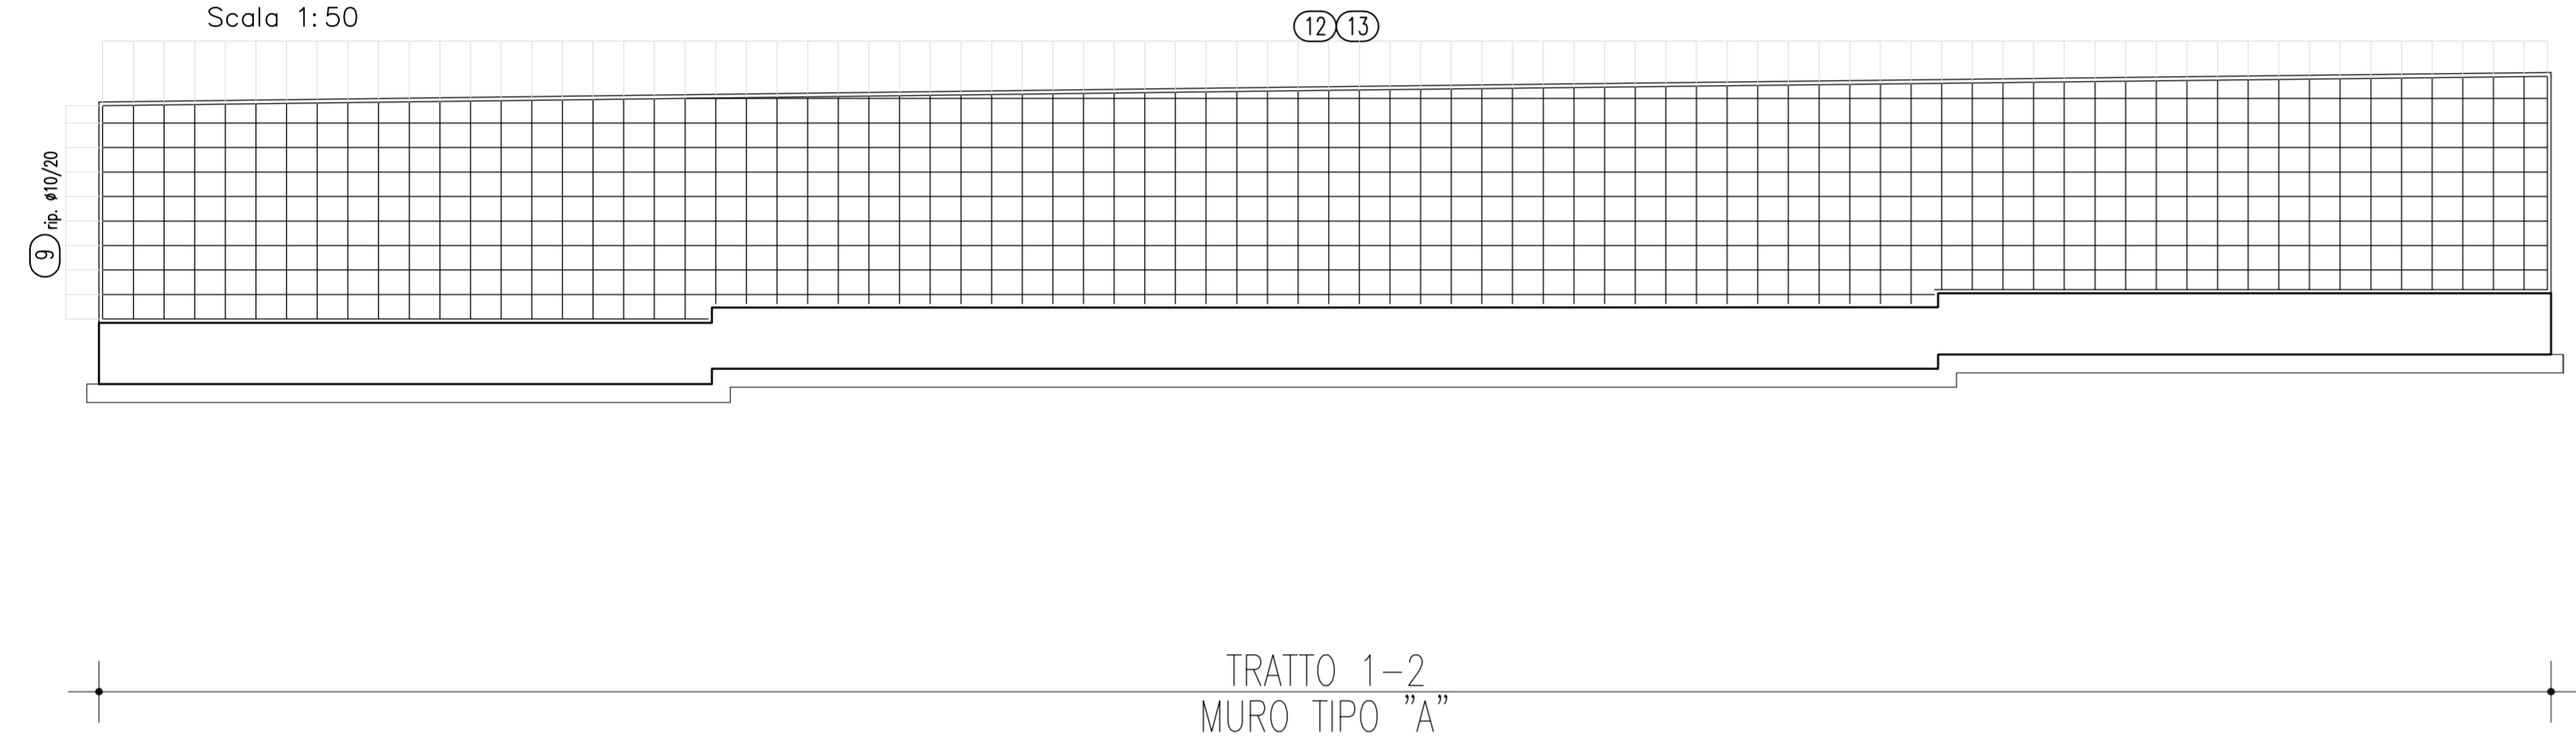 Scala 1:50
12 13
9 rip. ø10/20
TRATTO 1-2
MURO TIPO "A"